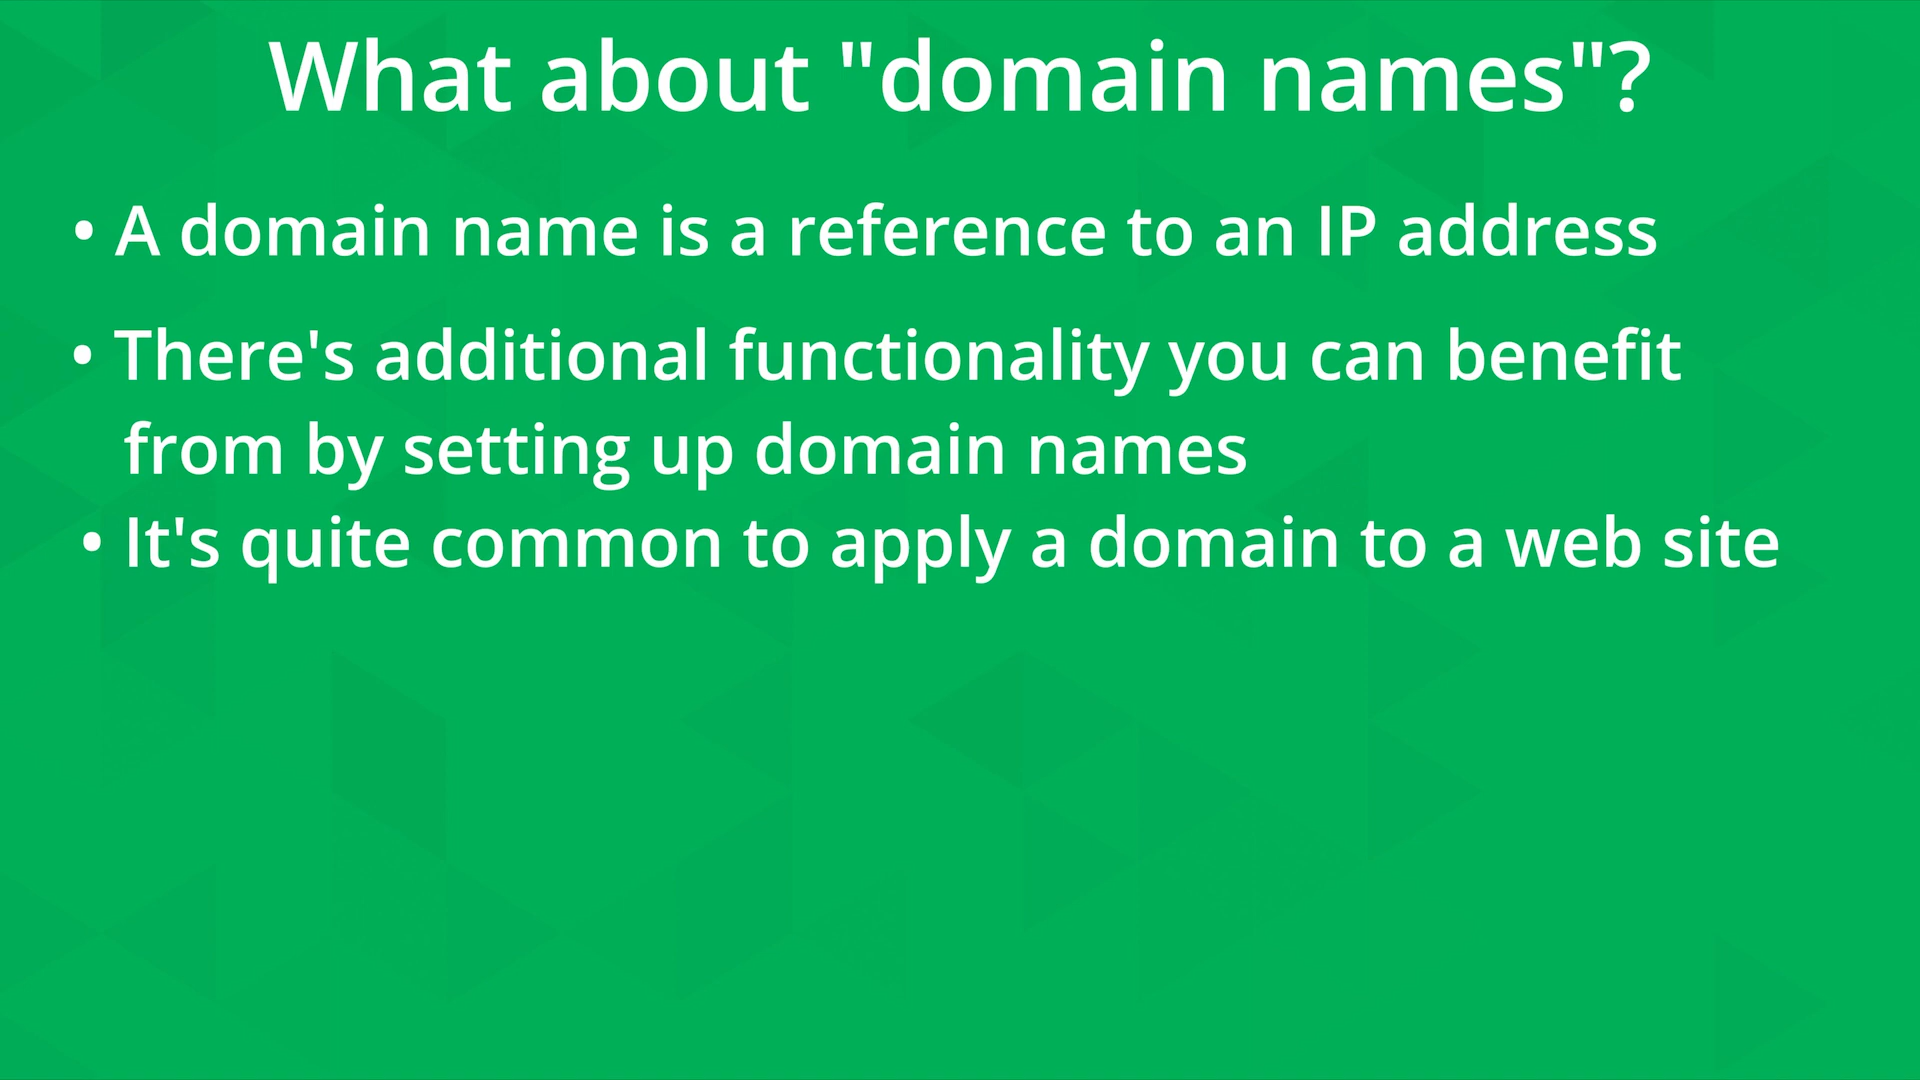 What about "domain names"?
• A domain name is a reference to an IP address
• There's additional functionality you can benefit
from by setting up domain names
• It's quite common to apply a domain to a web site